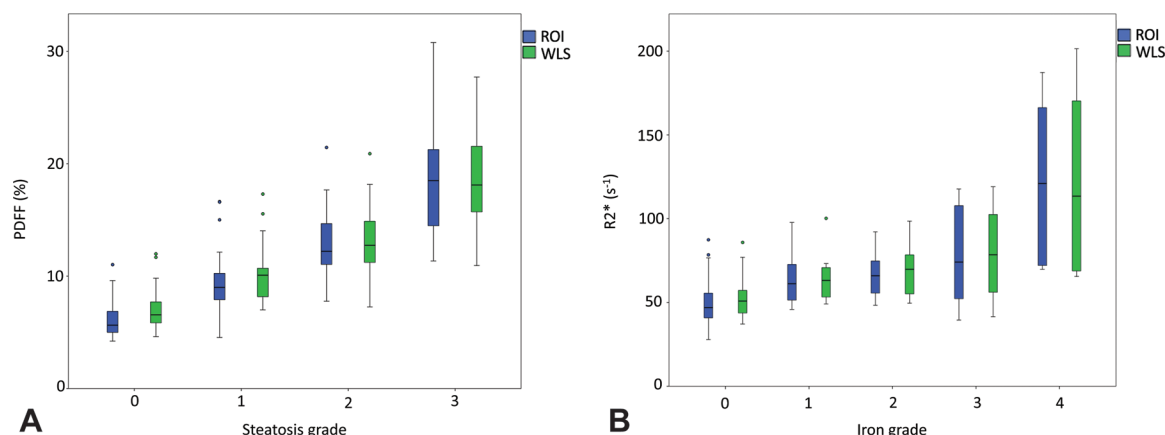 30
20
10
0
PDFF (%)
0 1 2 3
Steatosis grade
ROI
WLS
A
200
150
100
50
0
R2* (s⁻¹)
0 1 2 3 4
Iron grade
ROI
WLS
B